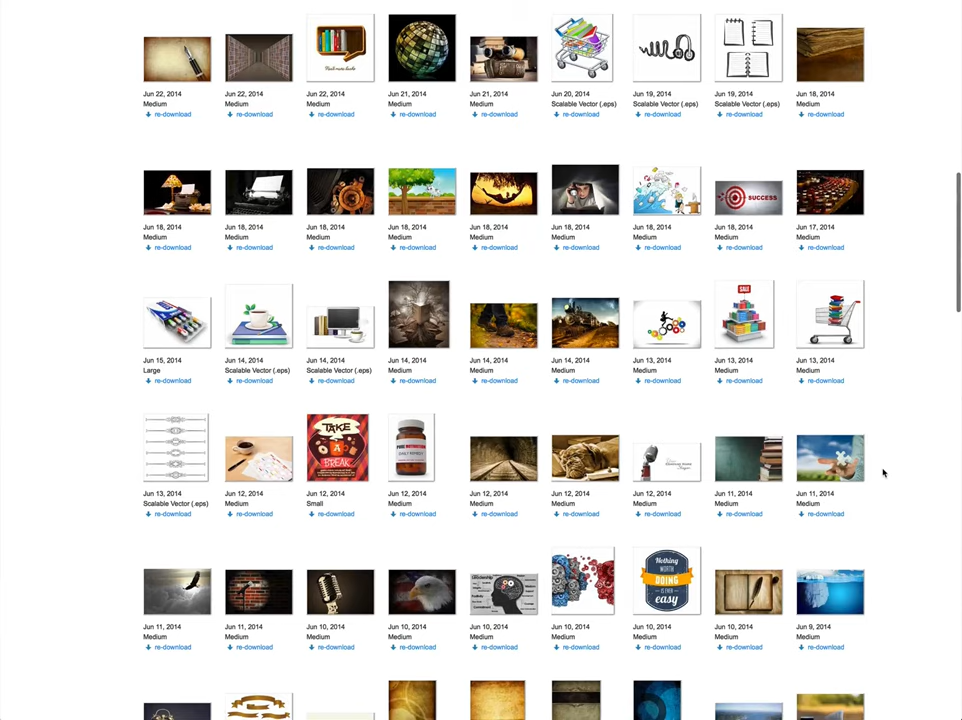 Jun 22, 2014 Jun 22, 2014 Jun 22, 2014 Jun 21, 2014 Jun 21, 2014 Jun 20, 2014 Jun 19, 2014 Jun 19, 2014 Jun 18, 2014
Medium Medium Medium Medium Medium Scalable Vector (.eps) Scalable Vector (.eps) Scalable Vector (.eps) Medium
re-download re-download re-download re-download re-download re-download re-download re-download re-download
SUCCESS
Jun 18, 2014 Jun 18, 2014 Jun 18, 2014 Jun 18, 2014 Jun 18, 2014 Jun 18, 2014 Jun 18, 2014 Jun 18, 2014 Jun 17, 2014
Medium Medium Medium Medium Medium Medium Medium Medium Medium
re-download re-download re-download re-download re-download re-download re-download re-download re-download
SALE
Jun 15, 2014 Jun 14, 2014 Jun 14, 2014 Jun 14, 2014 Jun 14, 2014 Jun 14, 2014 Jun 13, 2014 Jun 13, 2014 Jun 13, 2014
Large Scalable Vector (.eps) Scalable Vector (.eps) Medium Medium Medium Medium Medium Medium
re-download re-download re-download re-download re-download re-download re-download re-download re-download
TAKE
A
BREAK
Jun 13, 2014 Jun 12, 2014 Jun 12, 2014 Jun 12, 2014 Jun 12, 2014 Jun 12, 2014 Jun 12, 2014 Jun 11, 2014 Jun 11, 2014
Scalable Vector (.eps) Medium Small Medium Medium Medium Medium Medium Medium
re-download re-download re-download re-download re-download re-download re-download re-download re-download
Leadership
Nothing
WORTH
DOING
IS EVER
easy
Jun 11, 2014 Jun 11, 2014 Jun 10, 2014 Jun 10, 2014 Jun 10, 2014 Jun 10, 2014 Jun 10, 2014 Jun 10, 2014 Jun 9, 2014
Medium Medium Medium Medium Medium Medium Medium Medium Medium
re-download re-download re-download re-download re-download re-download re-download re-download re-download